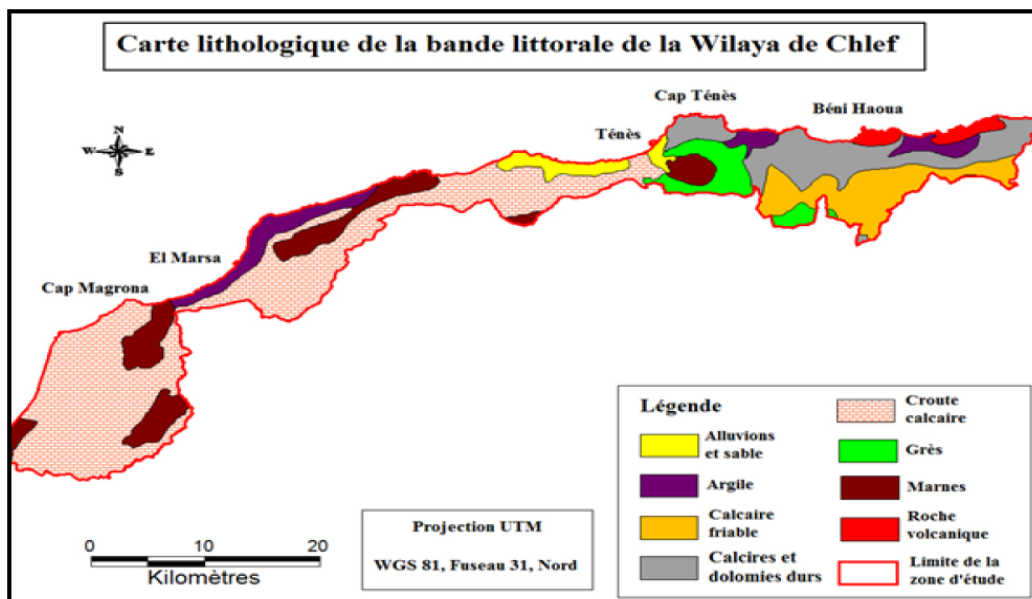 Carte lithologique de la bande littorale de la Wilaya de Chlef
Cap Ténès
Béni Haoua
Ténès
N
W E
S
El Marsa
Cap Magrona
Légende
Alluvions
et sable
Argile
Calcaire
friable
Calcires et
dolomies durs
Croute
calcaire
Grès
Marnes
Roche
volcanique
Limite de la
zone d'étude
Projection UTM
WGS 81, Fuseau 31, Nord
0 10 20
Kilomètres